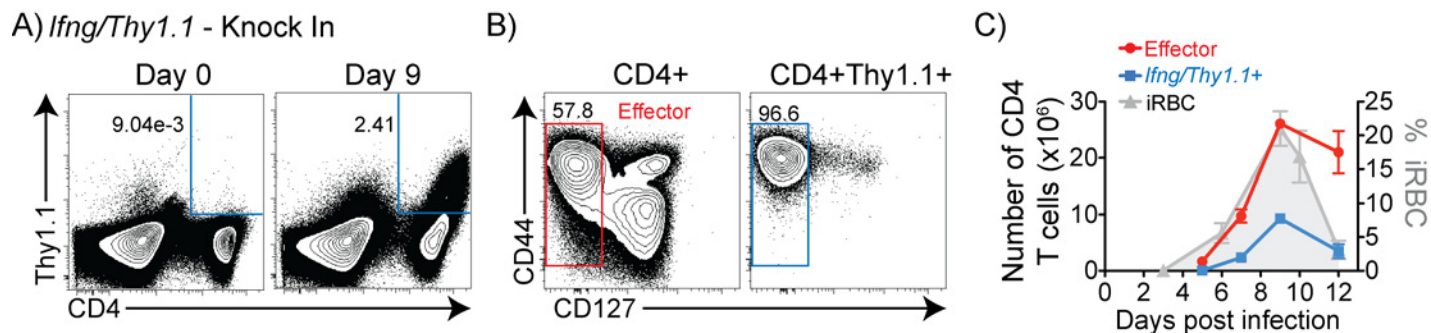 A) Ifng/Thy1.1 - Knock In
Day 0
Day 9
9.04e-3
2.41
Thy1.1
CD4
B)
CD4+
CD4+Thy1.1+
57.8
Effector
96.6
CD44
CD127
C)
Effector
Ifng/Thy1.1+
iRBC
Number of CD4
T cells (x10⁶)
30
20
10
0
25
20
15
10
5
0
% iRBC
0 2 4 6 8 10 12
Days post infection